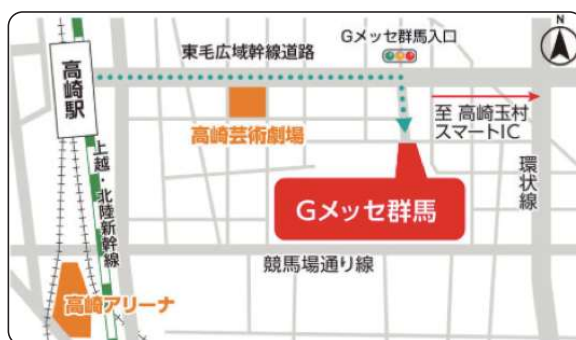 Gメッセ群馬入口
N
東毛広域幹線道路
高崎駅
高崎芸術劇場
至 高崎玉村
スマートIC
上越・北陸新幹線
Gメッセ群馬
環状線
競馬場通り線
高崎アリーナ